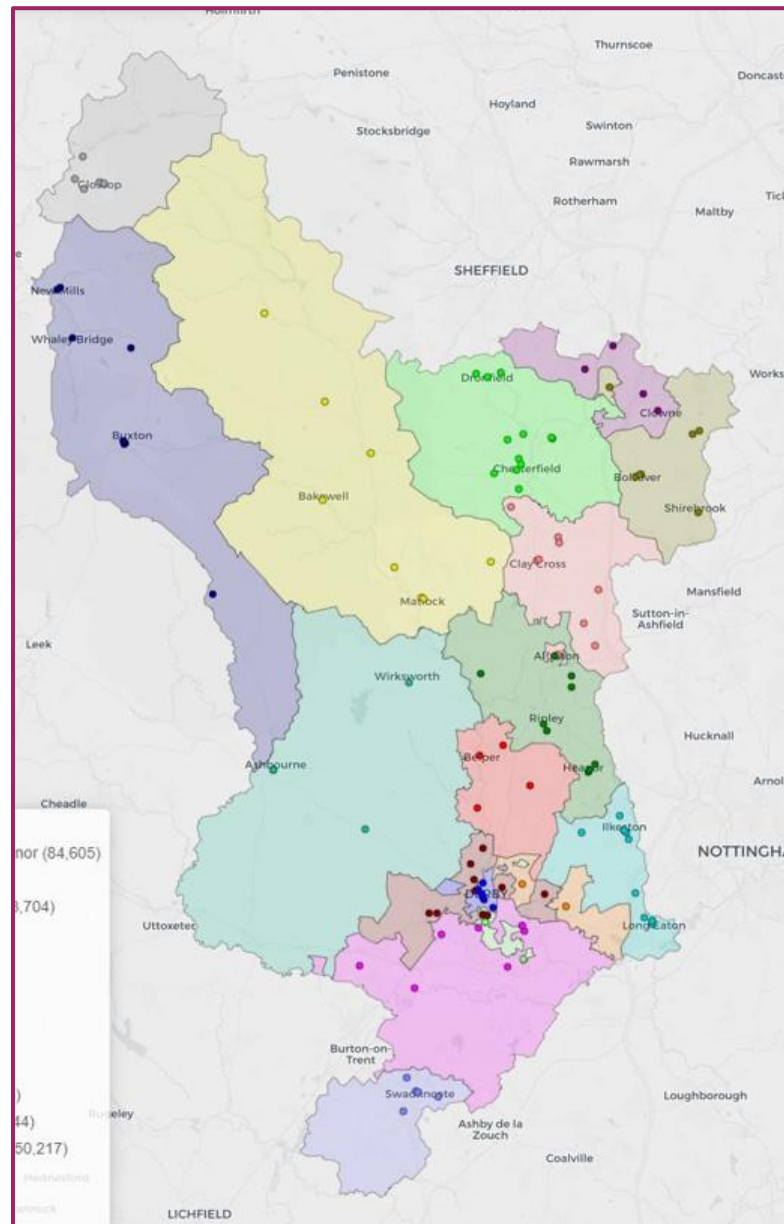 Thurnscoe
Penistone
Doncast
Hoyland
Stocksbridge
Swinton
Rawmarsh
Glossop
Rotherham
Maltby
SHEFFIELD
New Mills
Whaley Bridge
Dronfield
Works
Clowne
Buxton
Chesterfield
Bolsover
Bakewell
Shirebrook
Clay Cross
Mansfield
Matlock
Sutton-in-
Ashfield
Leek
Alfreton
Wirksworth
Ripley
Hucknall
Belper
Ashbourne
Heanor
Arnol
Cheadle
Ilkeston
nor (84,605)
NOTTINGHA
DERBY
,704)
Uttoxeter
Long Eaton
Burton-on-
Trent
Swadlincote
)
44)
Rugeley
Loughborough
Ashby de la
Zouch
50,217)
Coalville
Hednesford
LICHFIELD